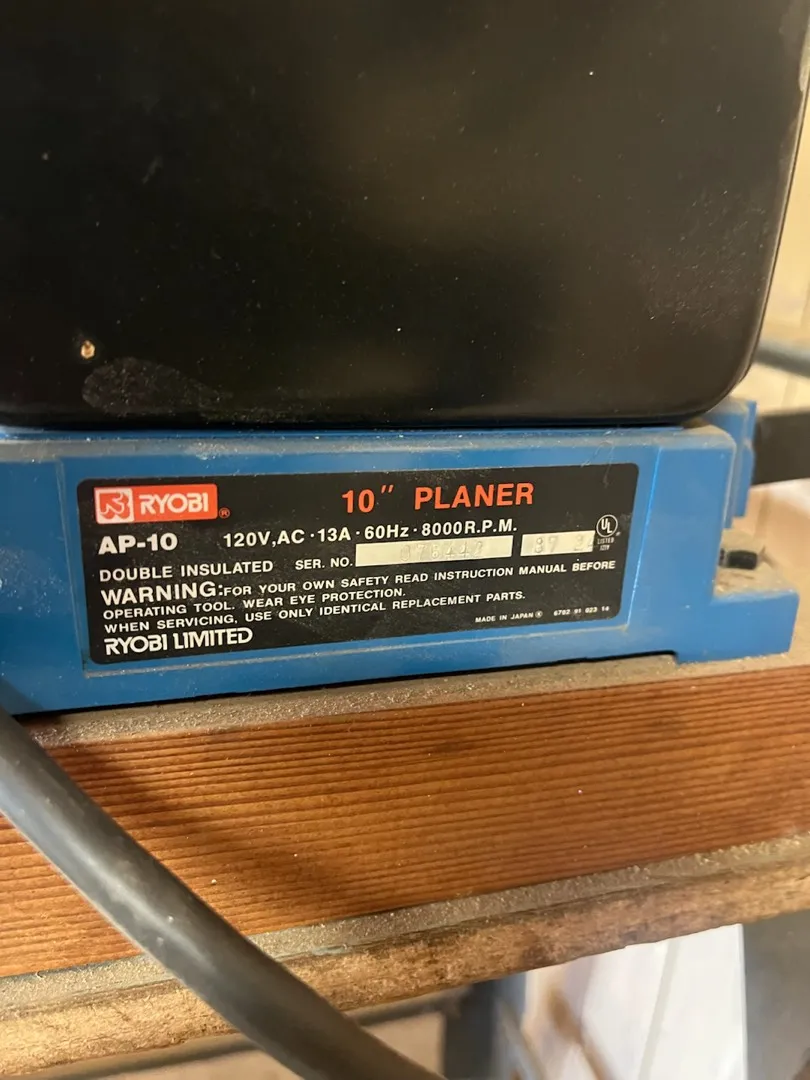 RYOBI ®
10" PLANER
AP-10 120V,AC·13A·60Hz·8000R.P.M.
UL
LISTED
DOUBLE INSULATED SER. NO.
WARNING:FOR YOUR OWN SAFETY READ INSTRUCTION MANUAL BEFORE
OPERATING TOOL. WEAR EYE PROTECTION.
WHEN SERVICING, USE ONLY IDENTICAL REPLACEMENT PARTS.
RYOBI LIMITED
MADE IN JAPAN